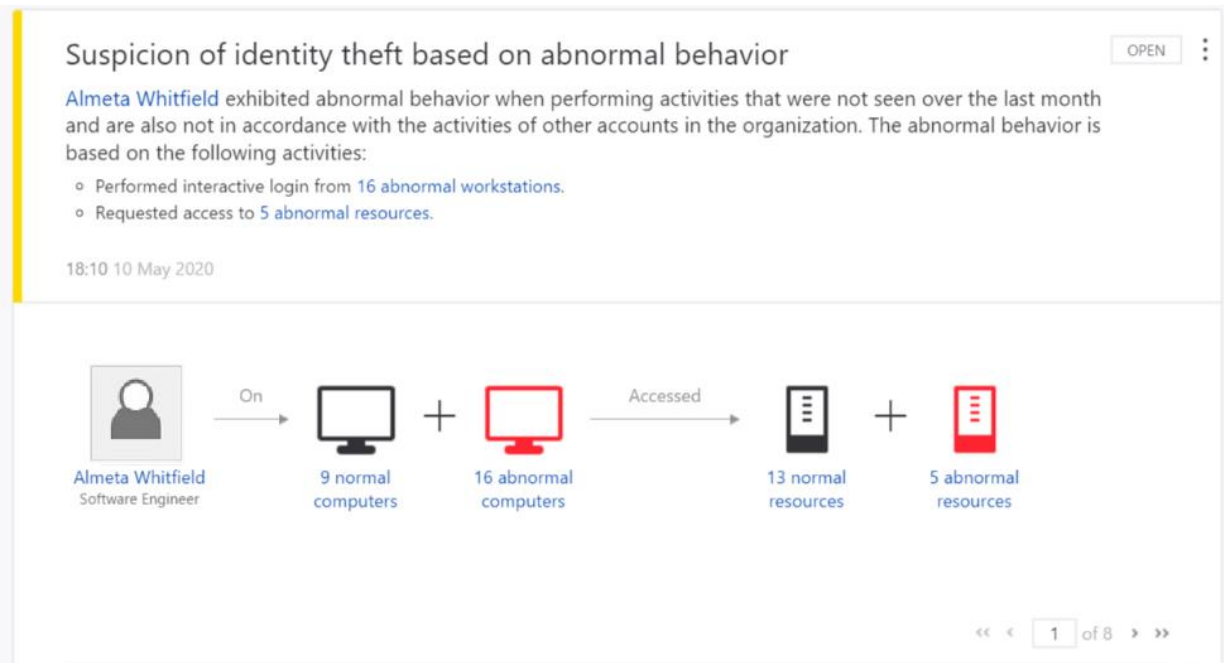 Suspicion of identity theft based on abnormal behavior
OPEN
Almeta Whitfield exhibited abnormal behavior when performing activities that were not seen over the last month
and are also not in accordance with the activities of other accounts in the organization. The abnormal behavior is
based on the following activities:
Performed interactive login from 16 abnormal workstations.
Requested access to 5 abnormal resources.
18:10 10 May 2020
On
Accessed
Almeta Whitfield
Software Engineer
9 normal
computers
16 abnormal
computers
13 normal
resources
5 abnormal
resources
1 of 8